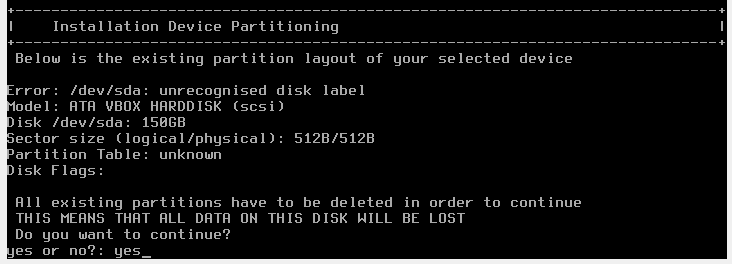 +------------------------------------------------------------------------------+
|    Installation Device Partitioning                                          |
+------------------------------------------------------------------------------+
Below is the existing partition layout of your selected device
Error: /dev/sda: unrecognised disk label
Model: ATA VBOX HARDDISK (scsi)
Disk /dev/sda: 150GB
Sector size (logical/physical): 512B/512B
Partition Table: unknown
Disk Flags:
All existing partitions have to be deleted in order to continue
THIS MEANS THAT ALL DATA ON THIS DISK WILL BE LOST
Do you want to continue?
yes or no?: yes_